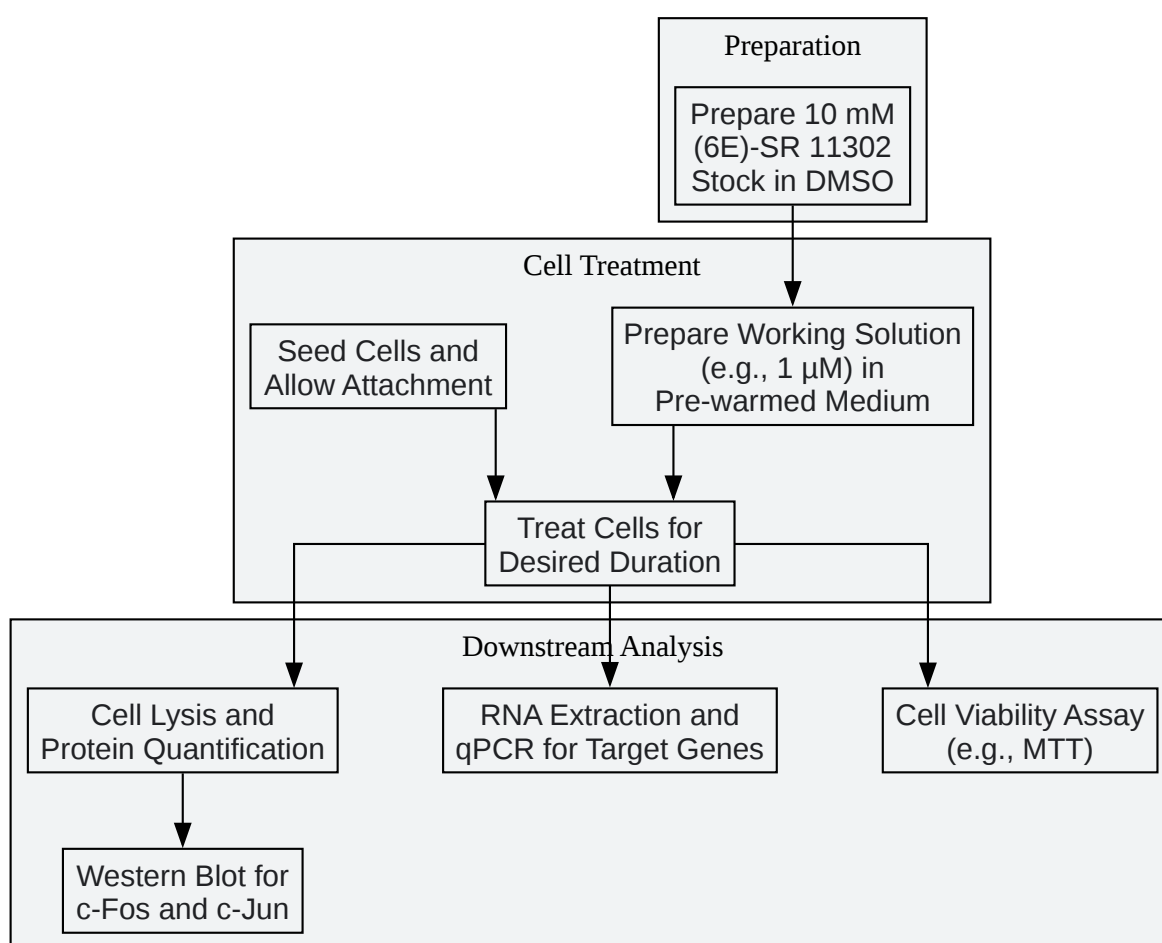 Preparation
Prepare 10 mM
(6E)-SR 11302
Stock in DMSO
Cell Treatment
Seed Cells and
Allow Attachment
Prepare Working Solution
(e.g., 1 µM) in
Pre-warmed Medium
Treat Cells for
Desired Duration
Downstream Analysis
Cell Lysis and
Protein Quantification
RNA Extraction and
qPCR for Target Genes
Cell Viability Assay
(e.g., MTT)
Western Blot for
c-Fos and c-Jun